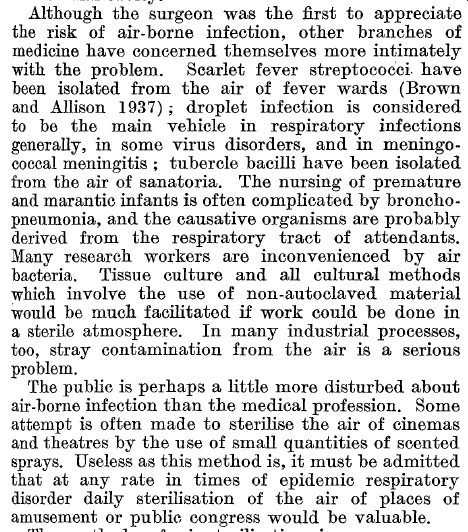 Although the surgeon was the first to appreciate
the risk of air-borne infection, other branches of
medicine have concerned themselves more intimately
with the problem. Scarlet fever streptococci have
been isolated from the air of fever wards (Brown
and Allison 1937) ; droplet infection is considered
to be the main vehicle in respiratory infections
generally, in some virus disorders, and in meningo-
coccal meningitis ; tubercle bacilli have been isolated
from the air of sanatoria. The nursing of premature
and marantic infants is often complicated by broncho-
pneumonia, and the causative organisms are probably
derived from the respiratory tract of attendants.
Many research workers are inconvenienced by air
bacteria. Tissue culture and all cultural methods
which involve the use of non-autoclaved material
would be much facilitated if work could be done in
a sterile atmosphere. In many industrial processes,
too, stray contamination from the air is a serious
problem.
The public is perhaps a little more disturbed about
air-borne infection than the medical profession. Some
attempt is often made to sterilise the air of cinemas
and theatres by the use of small quantities of scented
sprays. Useless as this method is, it must be admitted
that at any rate in times of epidemic respiratory
disorder daily sterilisation of the air of places of
amusement or public congress would be valuable.